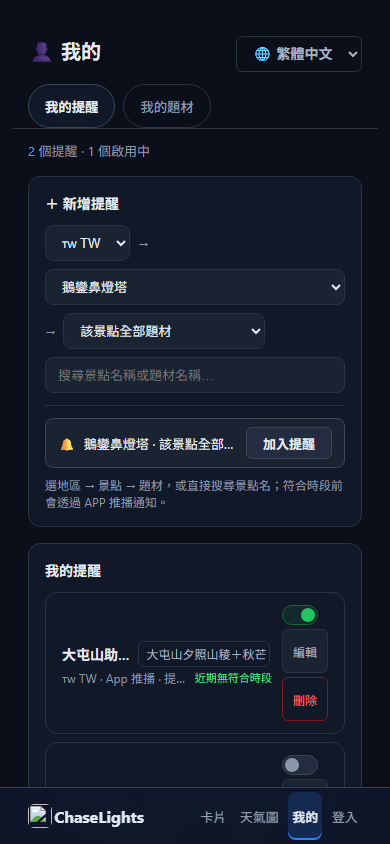 我的
繁體中文
我的提醒
我的題材
2 個提醒 · 1 個啟用中
＋ 新增提醒
TW TW →
鵝鑾鼻燈塔
→ 該景點全部題材
搜尋景點名稱或題材名稱…
鵝鑾鼻燈塔 · 該景點全部… 加入提醒
選地區 → 景點 → 題材，或直接搜尋景點名；符合時段前
會透過 APP 推播通知。
我的提醒
大屯山助… 大屯山夕照山稜＋秋芒
TW TW · App 推播 · 提… 近期無符合時段
編輯
刪除
ChaseLights 卡片 天氣圖 我的 登入